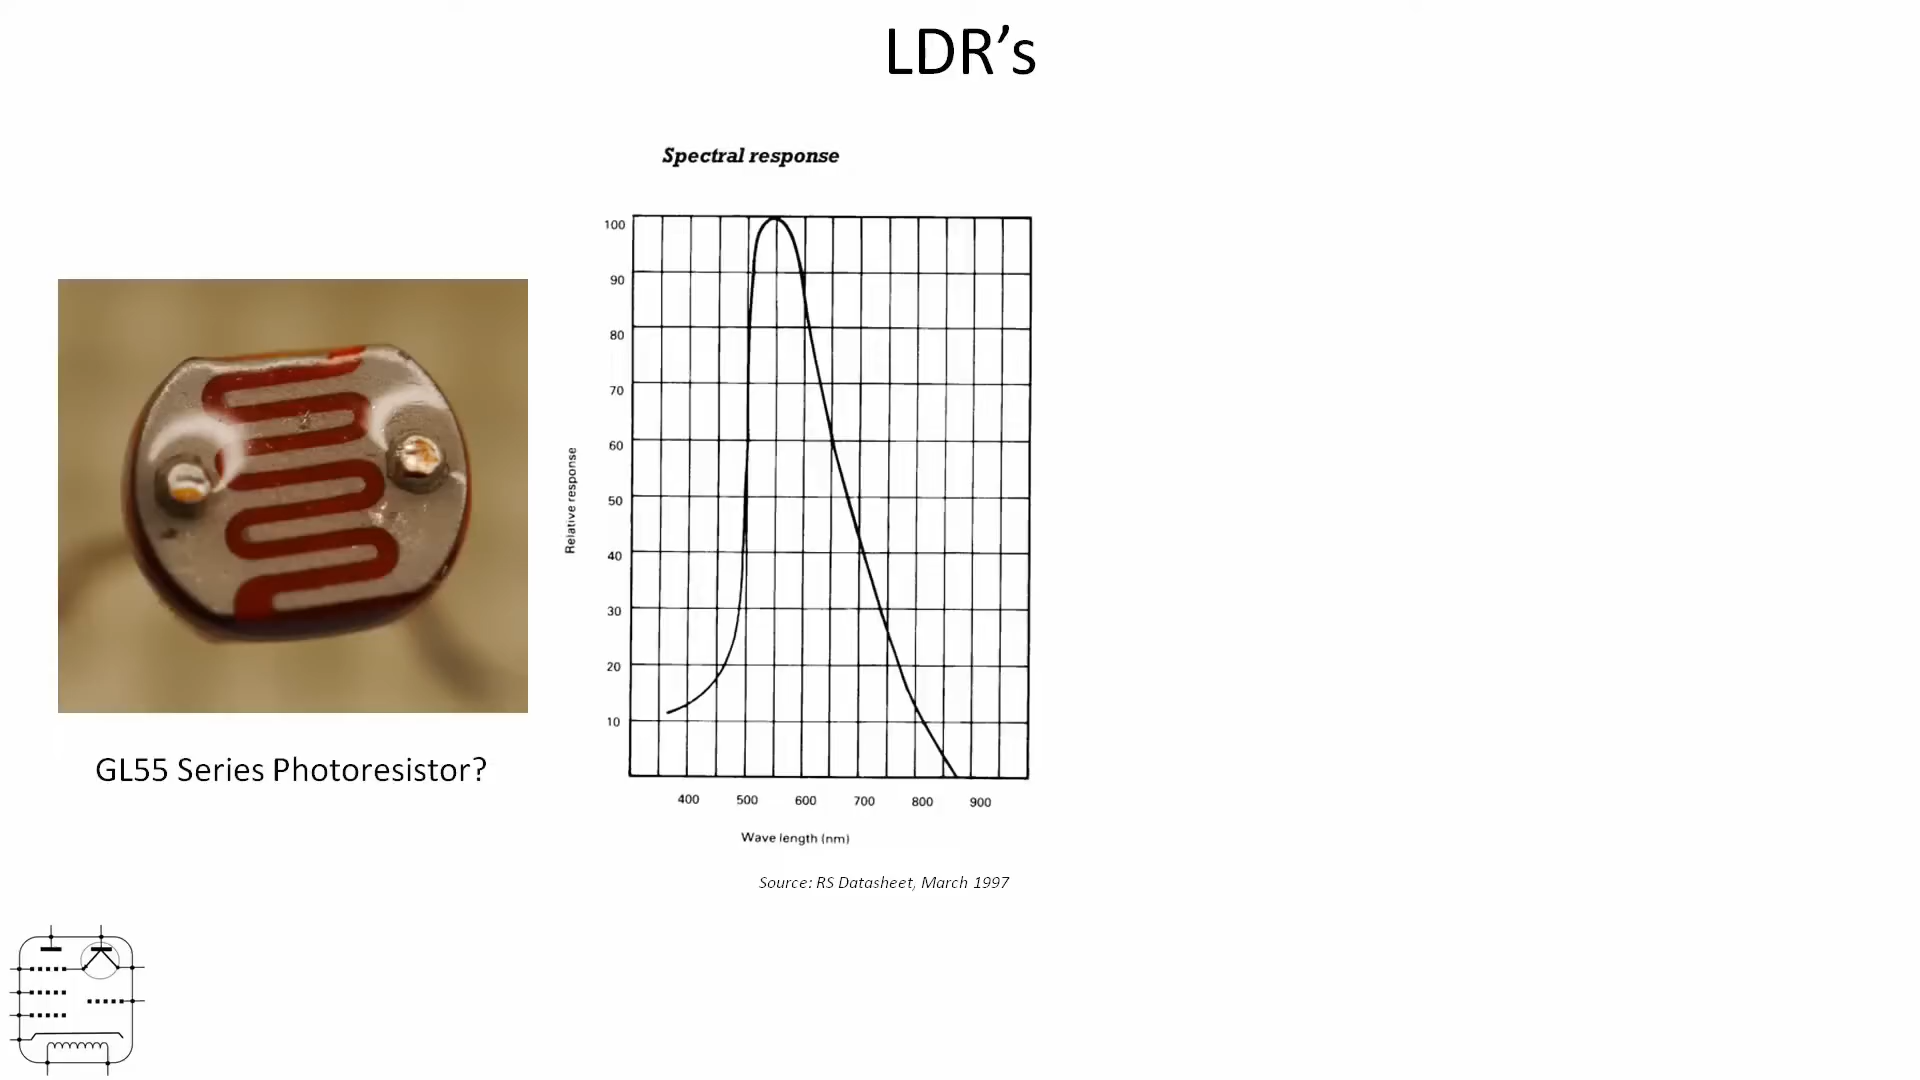 LDR’s
Spectral response
100
90
80
70
60
50
40
30
20
10
Relative response
400 500 600 700 800 900
Wave length (nm)
Source: RS Datasheet, March 1997
GL55 Series Photoresistor?